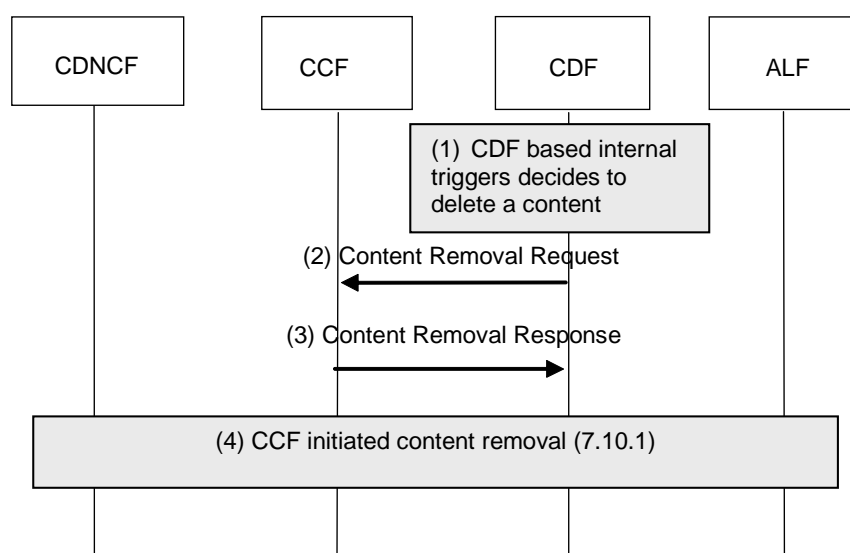 CDNCF
CCF
CDF
ALF
(1) CDF based internal
triggers decides to
delete a content
(2) Content Removal Request
(3) Content Removal Response
(4) CCF initiated content removal (7.10.1)